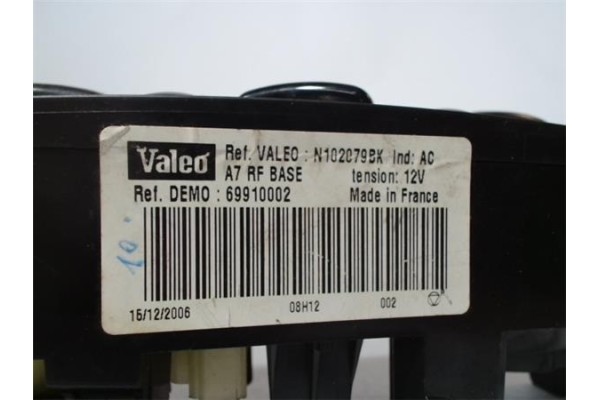 Valeo Ref. VALEO : N102079BK Ind: AC
A7 RF BASE tension: 12V
Ref. DEMO : 69910002 Made in France
10.
15/12/2006 08H12 002